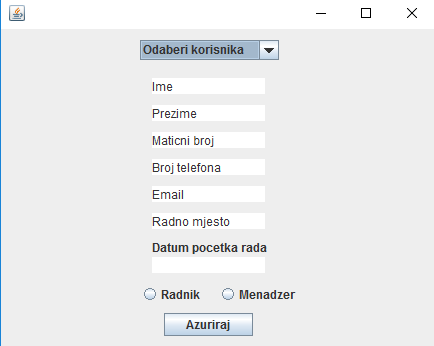 Odaberi korisnika
Ime
Prezime
Maticni broj
Broj telefona
Email
Radno mjesto
Datum pocetka rada
Radnik Menadzer
Azuriraj